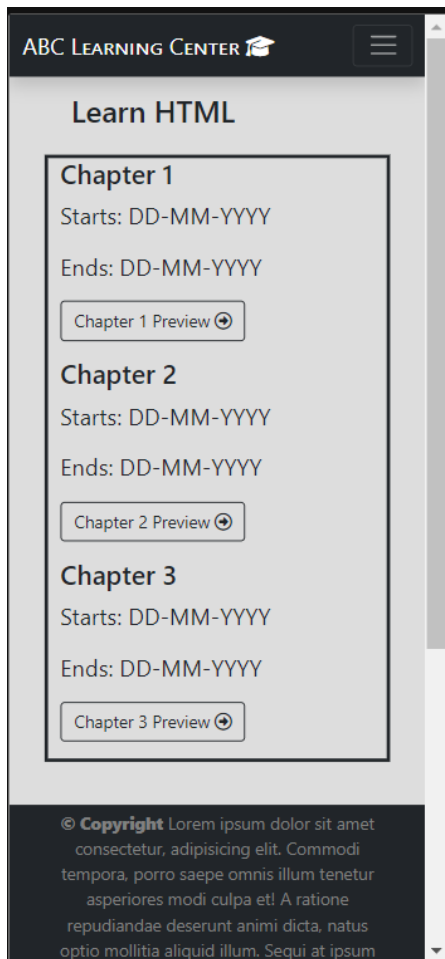 ABC LEARNING CENTER
Learn HTML
Chapter 1
Starts: DD-MM-YYYY
Ends: DD-MM-YYYY
Chapter 1 Preview
Chapter 2
Starts: DD-MM-YYYY
Ends: DD-MM-YYYY
Chapter 2 Preview
Chapter 3
Starts: DD-MM-YYYY
Ends: DD-MM-YYYY
Chapter 3 Preview
© Copyright Lorem ipsum dolor sit amet
consectetur, adipisicing elit. Commodi
tempora, porro saepe omnis illum tenetur
asperiores modi culpa et! A ratione
repudiandae deserunt animi dicta, natus
optio mollitia aliquid illum. Sequi at ipsum